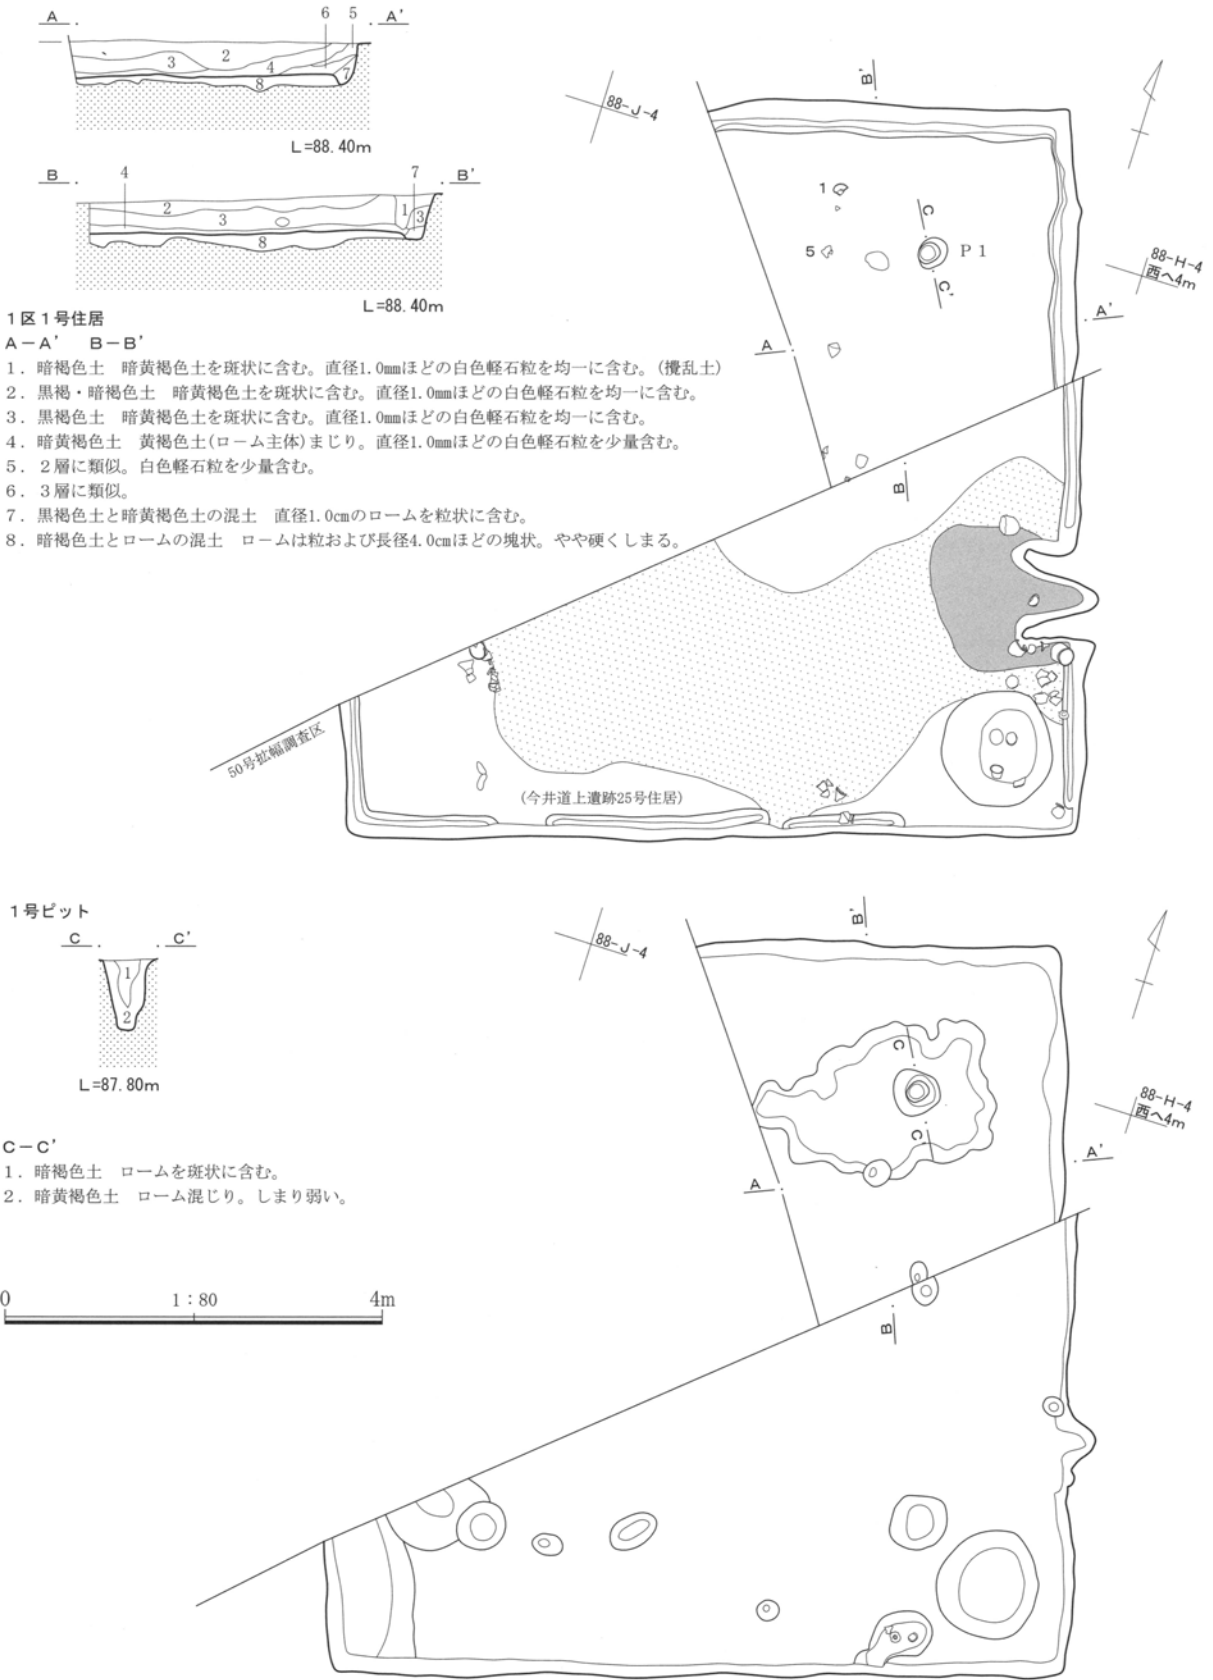 A A'
6 5
2
3
4
7
8
L=88.40m
B B'
4 7
2
3
1
3
8
L=88.40m
1区1号住居
A-A' B-B'
1. 暗褐色土 暗黄褐色土を斑状に含む。直径1.0mmほどの白色軽石粒を均一に含む。(攪乱土)
2. 黒褐・暗褐色土 暗黄褐色土を斑状に含む。直径1.0mmほどの白色軽石粒を均一に含む。
3. 黒褐色土 暗黄褐色土を斑状に含む。直径1.0mmほどの白色軽石粒を均一に含む。
4. 暗黄褐色土 黄褐色土(ローム主体)まじり。直径1.0mmほどの白色軽石粒を少量含む。
5. 2層に類似。白色軽石粒を少量含む。
6. 3層に類似。
7. 黒褐色土と暗黄褐色土の混土 直径1.0cmのロームを粒状に含む。
8. 暗褐色土とロームの混土 ロームは粒および長径4.0cmほどの塊状。やや硬くしまる。
88-J-4
B'
1
C
5
P1
C'
88-H-4
西へ4m
A'
A
B
50号拡幅調査区
(今井道上遺跡25号住居)
1号ピット
C C'
1
2
L=87.80m
C-C'
1. 暗褐色土 ロームを斑状に含む。
2. 暗黄褐色土 ローム混じり。しまり弱い。
0 1:80 4m
88-J-4
B'
C
C'
88-H-4
西へ4m
A'
A
B